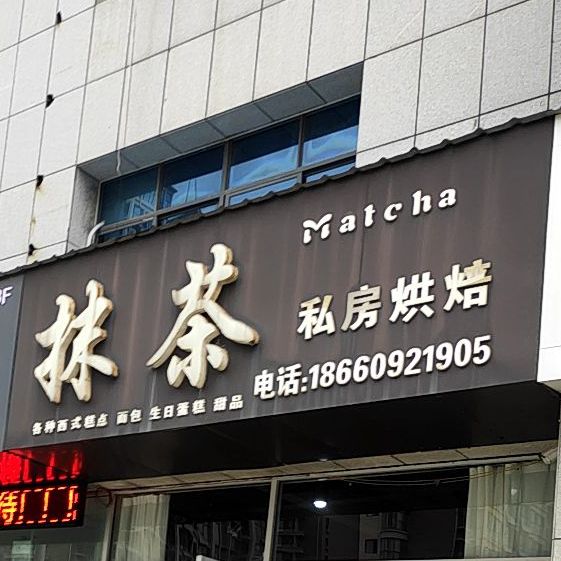 Matcha
抹茶
私房烘焙
电话:18660921905
各种西式糕点 面包 生日蛋糕 甜品
F
待!!!